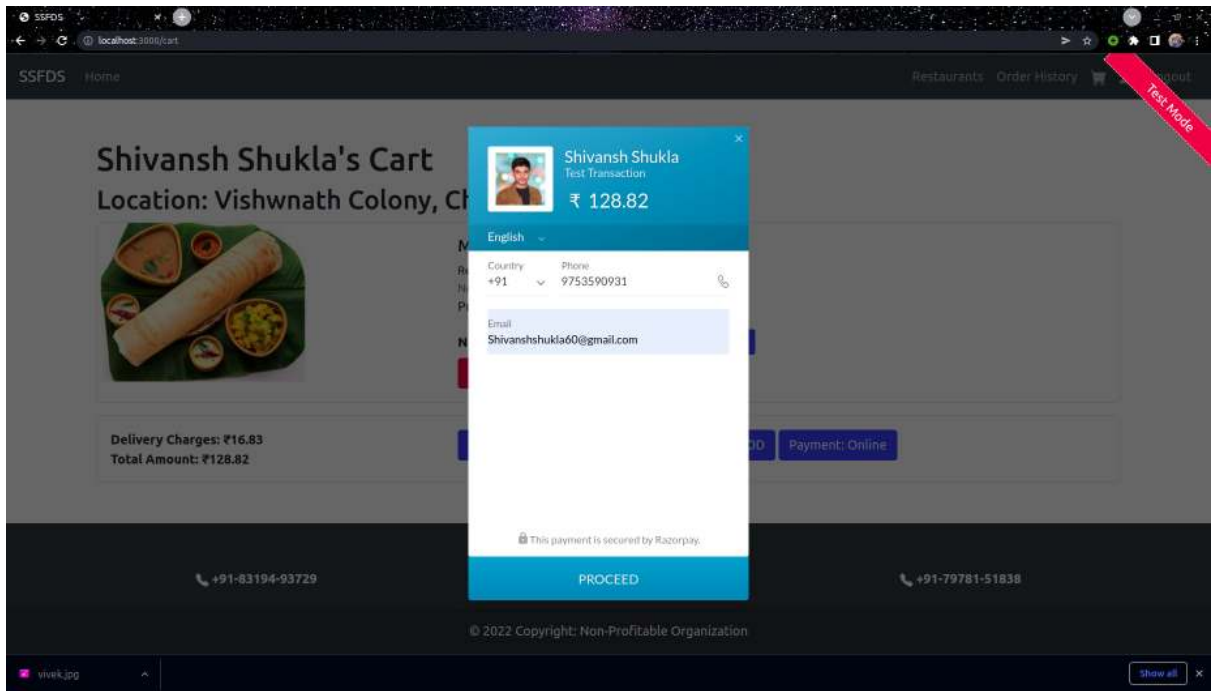 SSFDS
localhost:3000/cart
SSFDS Home Restaurants Order History
Test Mode
Shivansh Shukla's Cart
Location: Vishwnath Colony,
Shivansh Shukla
Test Transaction
₹ 128.82
English
Country Phone
+91 9753590931
Email
Shivanshshukla60@gmail.com
Delivery Charges: ₹16.83
Total Amount: ₹128.82
Payment: Online
This payment is secured by Razorpay.
PROCEED
+91-83194-93729
+91-79781-51838
© 2022 Copyright: Non-Profitable Organization
vivek.jpg
Show all